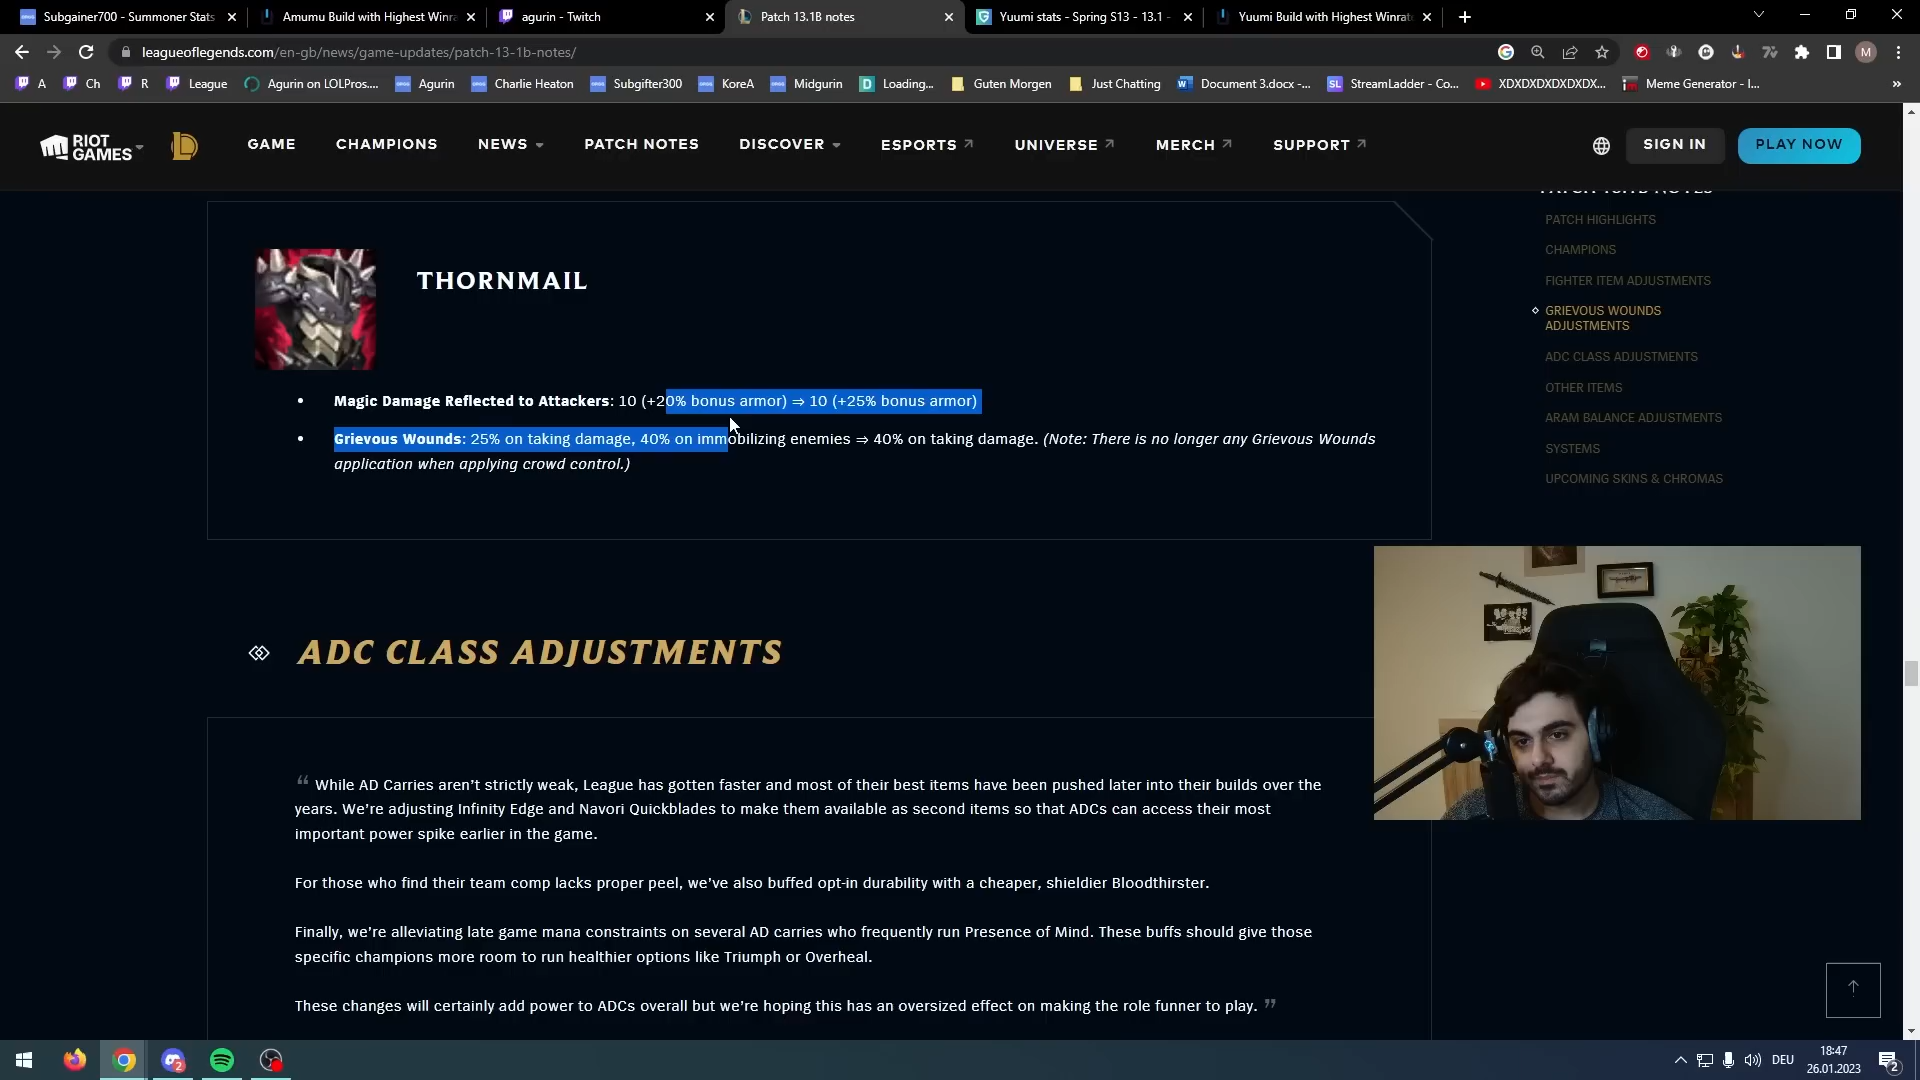 Subgainer700 - Summoner Stats
Amumu Build with Highest Winra
agurin - Twitch
Patch 13.1B notes
Yuumi stats - Spring S13 - 13.1 -
Yuumi Build with Highest Winrat
leagueoflegends.com/en-gb/news/game-updates/patch-13-1b-notes/
A
Ch
R
League
Agurin on LOLPros....
Agurin
Charlie Heaton
Subgifter300
KoreA
Midgurin
Loading...
Guten Morgen
Just Chatting
Document 3.docx -...
StreamLadder - Co...
XDXDXDXDXDXDX...
Meme Generator - I...
RIOT GAMES
GAME
CHAMPIONS
NEWS
PATCH NOTES
DISCOVER
ESPORTS
UNIVERSE
MERCH
SUPPORT
SIGN IN
PLAY NOW
PATCH 13.1B NOTES
PATCH HIGHLIGHTS
CHAMPIONS
FIGHTER ITEM ADJUSTMENTS
GRIEVOUS WOUNDS
ADJUSTMENTS
ADC CLASS ADJUSTMENTS
OTHER ITEMS
ARAM BALANCE ADJUSTMENTS
SYSTEMS
UPCOMING SKINS & CHROMAS
THORNMAIL
• Magic Damage Reflected to Attackers: 10 (+20% bonus armor) ⇒ 10 (+25% bonus armor)
• Grievous Wounds: 25% on taking damage, 40% on immobilizing enemies ⇒ 40% on taking damage. (Note: There is no longer any Grievous Wounds
application when applying crowd control.)
ADC CLASS ADJUSTMENTS
“ While AD Carries aren’t strictly weak, League has gotten faster and most of their best items have been pushed later into their builds over the
years. We’re adjusting Infinity Edge and Navori Quickblades to make them available as second items so that ADCs can access their most
important power spike earlier in the game.
For those who find their team comp lacks proper peel, we’ve also buffed opt-in durability with a cheaper, shieldier Bloodthirster.
Finally, we’re alleviating late game mana constraints on several AD carries who frequently run Presence of Mind. These buffs should give those
specific champions more room to run healthier options like Triumph or Overheal.
These changes will certainly add power to ADCs overall but we’re hoping this has an oversized effect on making the role funner to play. ”
DEU
18:47
26.01.2023